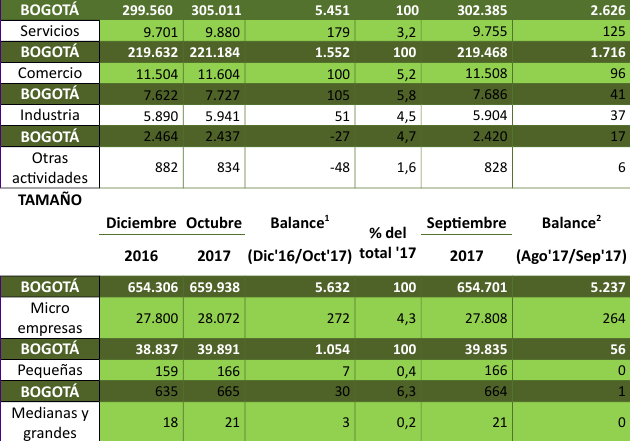 BOGOTÁ 299.560 305.011 5.451 100 302.385 2.626
Servicios 9.701 9.880 179 3,2 9.755 125
BOGOTÁ 219.632 221.184 1.552 100 219.468 1.716
Comercio 11.504 11.604 100 5,2 11.508 96
BOGOTÁ 7.622 7.727 105 5,8 7.686 41
Industria 5.890 5.941 51 4,5 5.904 37
BOGOTÁ 2.464 2.437 -27 4,7 2.420 17
Otras
actividades 882 834 -48 1,6 828 6
TAMAÑO
Diciembre Octubre Balance¹ % del Septiembre Balance²
2016 2017 (Dic'16/Oct'17) total '17 2017 (Ago'17/Sep'17)
BOGOTÁ 654.306 659.938 5.632 100 654.701 5.237
Micro
empresas 27.800 28.072 272 4,3 27.808 264
BOGOTÁ 38.837 39.891 1.054 100 39.835 56
Pequeñas 159 166 7 0,4 166 0
BOGOTÁ 635 665 30 6,3 664 1
Medianas y
grandes 18 21 3 0,2 21 0